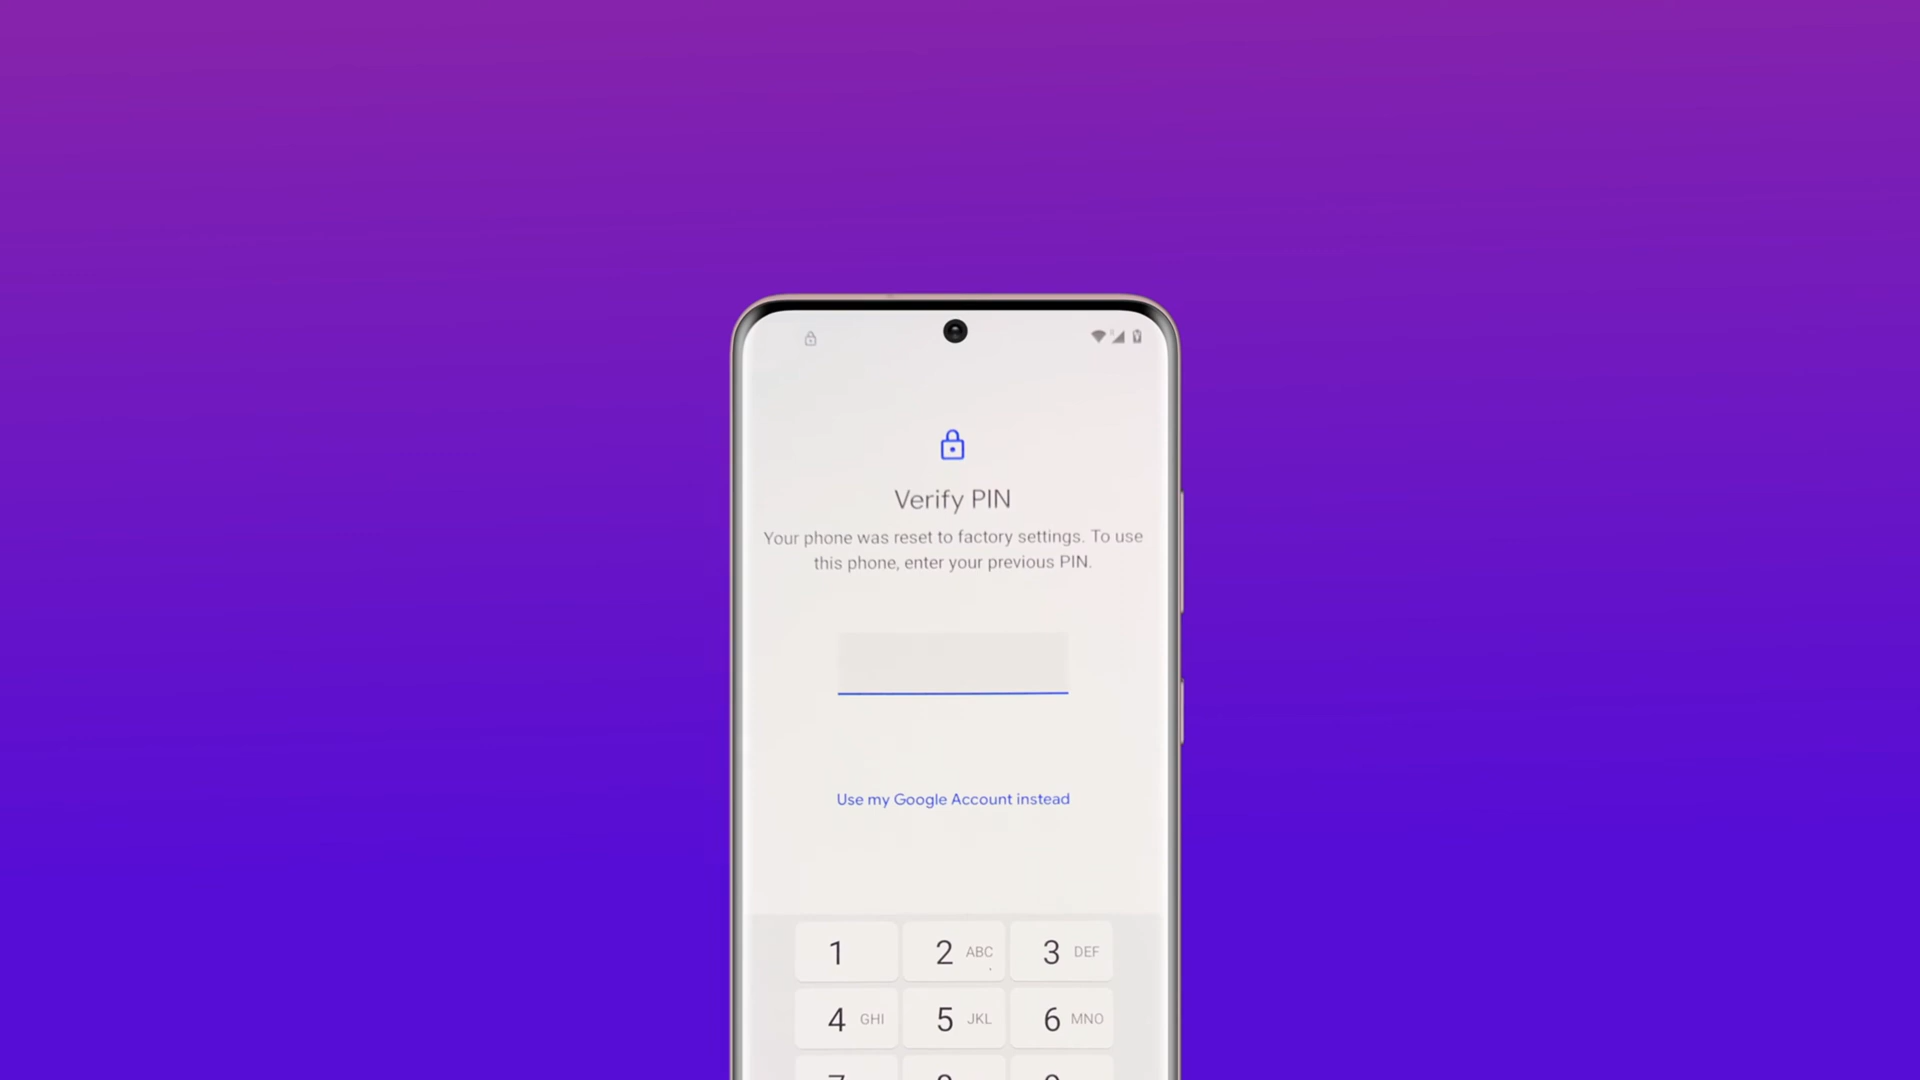 Verify PIN
Your phone was reset to factory settings. To use
this phone, enter your previous PIN.
Use my Google Account instead
1
2 ABC
3 DEF
4 GHI
5 JKL
6 MNO